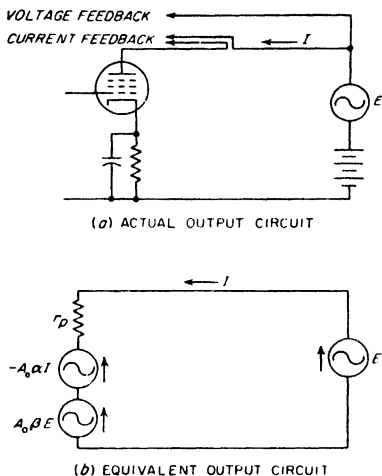 VOLTAGE FEEDBACK
CURRENT FEEDBACK
I
E
(a) ACTUAL OUTPUT CIRCUIT
I
rp
-A₀αI
E
A₀βE
(b) EQUIVALENT OUTPUT CIRCUIT